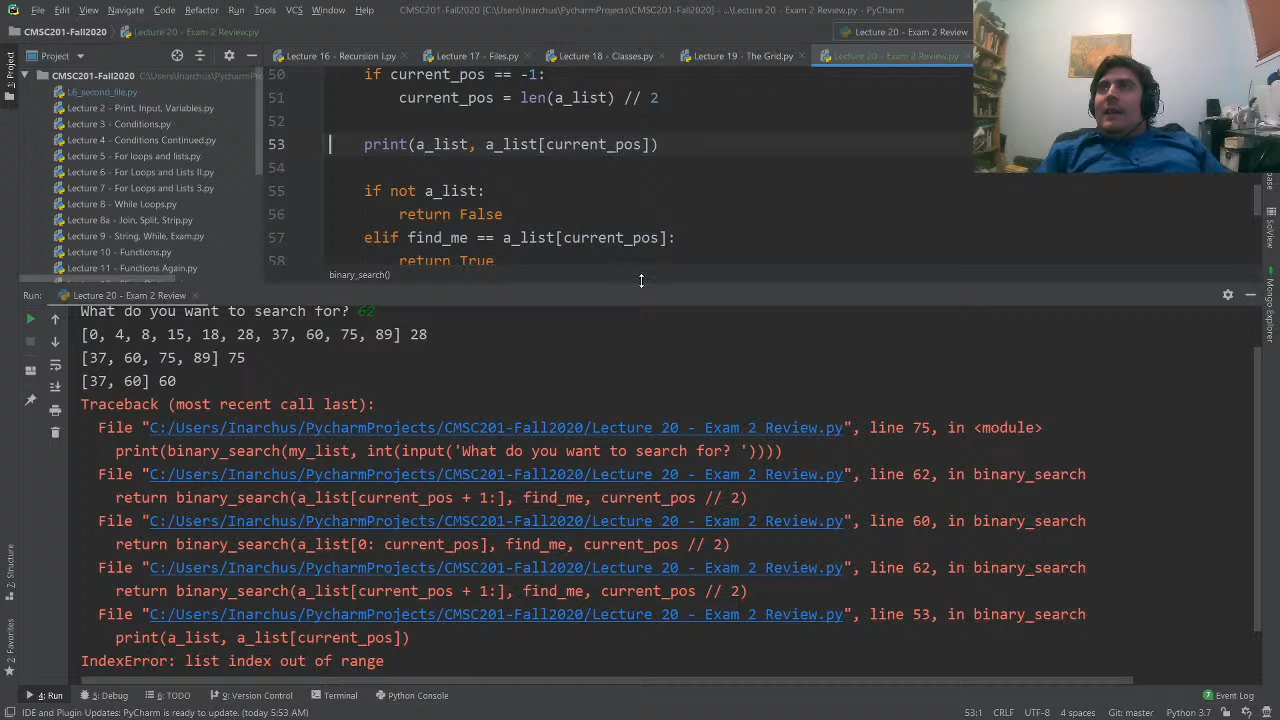 File Edit View Navigate Code Refactor Run Tools VCS Window Help CMSC201-Fall2020 [C:\Users\Inarchus\PycharmProjects\CMSC201-Fall2020] - ...\Lecture 20 - Exam 2 Review.py - PyCharm
CMSC201-Fall2020 Lecture 20 - Exam 2 Review.py Lecture 20 - Exam 2 Review
Project Lecture 16 - Recursion I.py Lecture 17 - Files.py Lecture 18 - Classes.py Lecture 19 - The Grid.py Lecture 20 - Exam 2 Review.py
1: Project
CMSC201-Fall2020 C:\Users\Inarchus\PycharmProjects
L6_second_file.py
Lecture 2 - Print, Input, Variables.py
Lecture 3 - Conditions.py
Lecture 4 - Conditions Continued.py
Lecture 5 - For loops and lists.py
Lecture 6 - For Loops and Lists II.py
Lecture 7 - For Loops and Lists 3.py
Lecture 8 - While Loops.py
Lecture 8a - Join, Split, Strip.py
Lecture 9 - String, While, Exam.py
Lecture 10 - Functions.py
Lecture 11 - Functions Again.py
50 if current_pos == -1:
51 current_pos = len(a_list) // 2
52
53 print(a_list, a_list[current_pos])
54
55 if not a_list:
56 return False
57 elif find_me == a_list[current_pos]:
58 return True
binary_search()
SciView
Mongo Explorer
Run: Lecture 20 - Exam 2 Review
What do you want to search for? 62
[0, 4, 8, 15, 18, 28, 37, 60, 75, 89] 28
[37, 60, 75, 89] 75
[37, 60] 60
Traceback (most recent call last):
File "C:/Users/Inarchus/PycharmProjects/CMSC201-Fall2020/Lecture 20 - Exam 2 Review.py", line 75, in <module>
print(binary_search(my_list, int(input('What do you want to search for? '))))
File "C:/Users/Inarchus/PycharmProjects/CMSC201-Fall2020/Lecture 20 - Exam 2 Review.py", line 62, in binary_search
return binary_search(a_list[current_pos + 1:], find_me, current_pos // 2)
File "C:/Users/Inarchus/PycharmProjects/CMSC201-Fall2020/Lecture 20 - Exam 2 Review.py", line 60, in binary_search
return binary_search(a_list[0: current_pos], find_me, current_pos // 2)
File "C:/Users/Inarchus/PycharmProjects/CMSC201-Fall2020/Lecture 20 - Exam 2 Review.py", line 62, in binary_search
return binary_search(a_list[current_pos + 1:], find_me, current_pos // 2)
File "C:/Users/Inarchus/PycharmProjects/CMSC201-Fall2020/Lecture 20 - Exam 2 Review.py", line 53, in binary_search
print(a_list, a_list[current_pos])
IndexError: list index out of range
7: Structure
2: Favorites
4: Run 5: Debug 6: TODO 9: Version Control Terminal Python Console Event Log
IDE and Plugin Updates: PyCharm is ready to update. (today 5:53 AM) 53:1 CRLF UTF-8 4 spaces Git: master Python 3.7